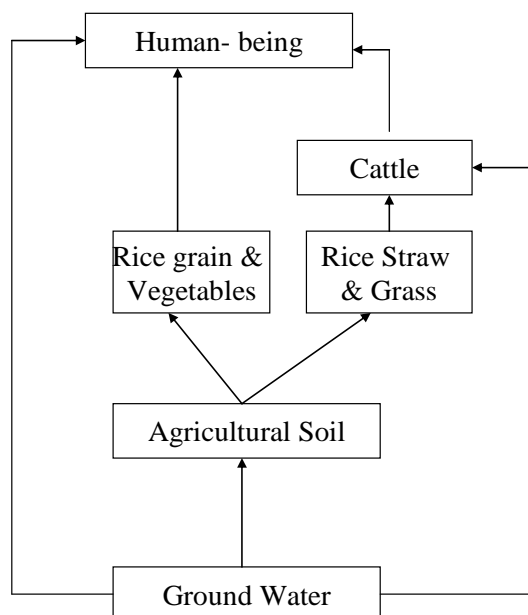 Human- being
Cattle
Rice grain &
Vegetables
Rice Straw
& Grass
Agricultural Soil
Ground Water